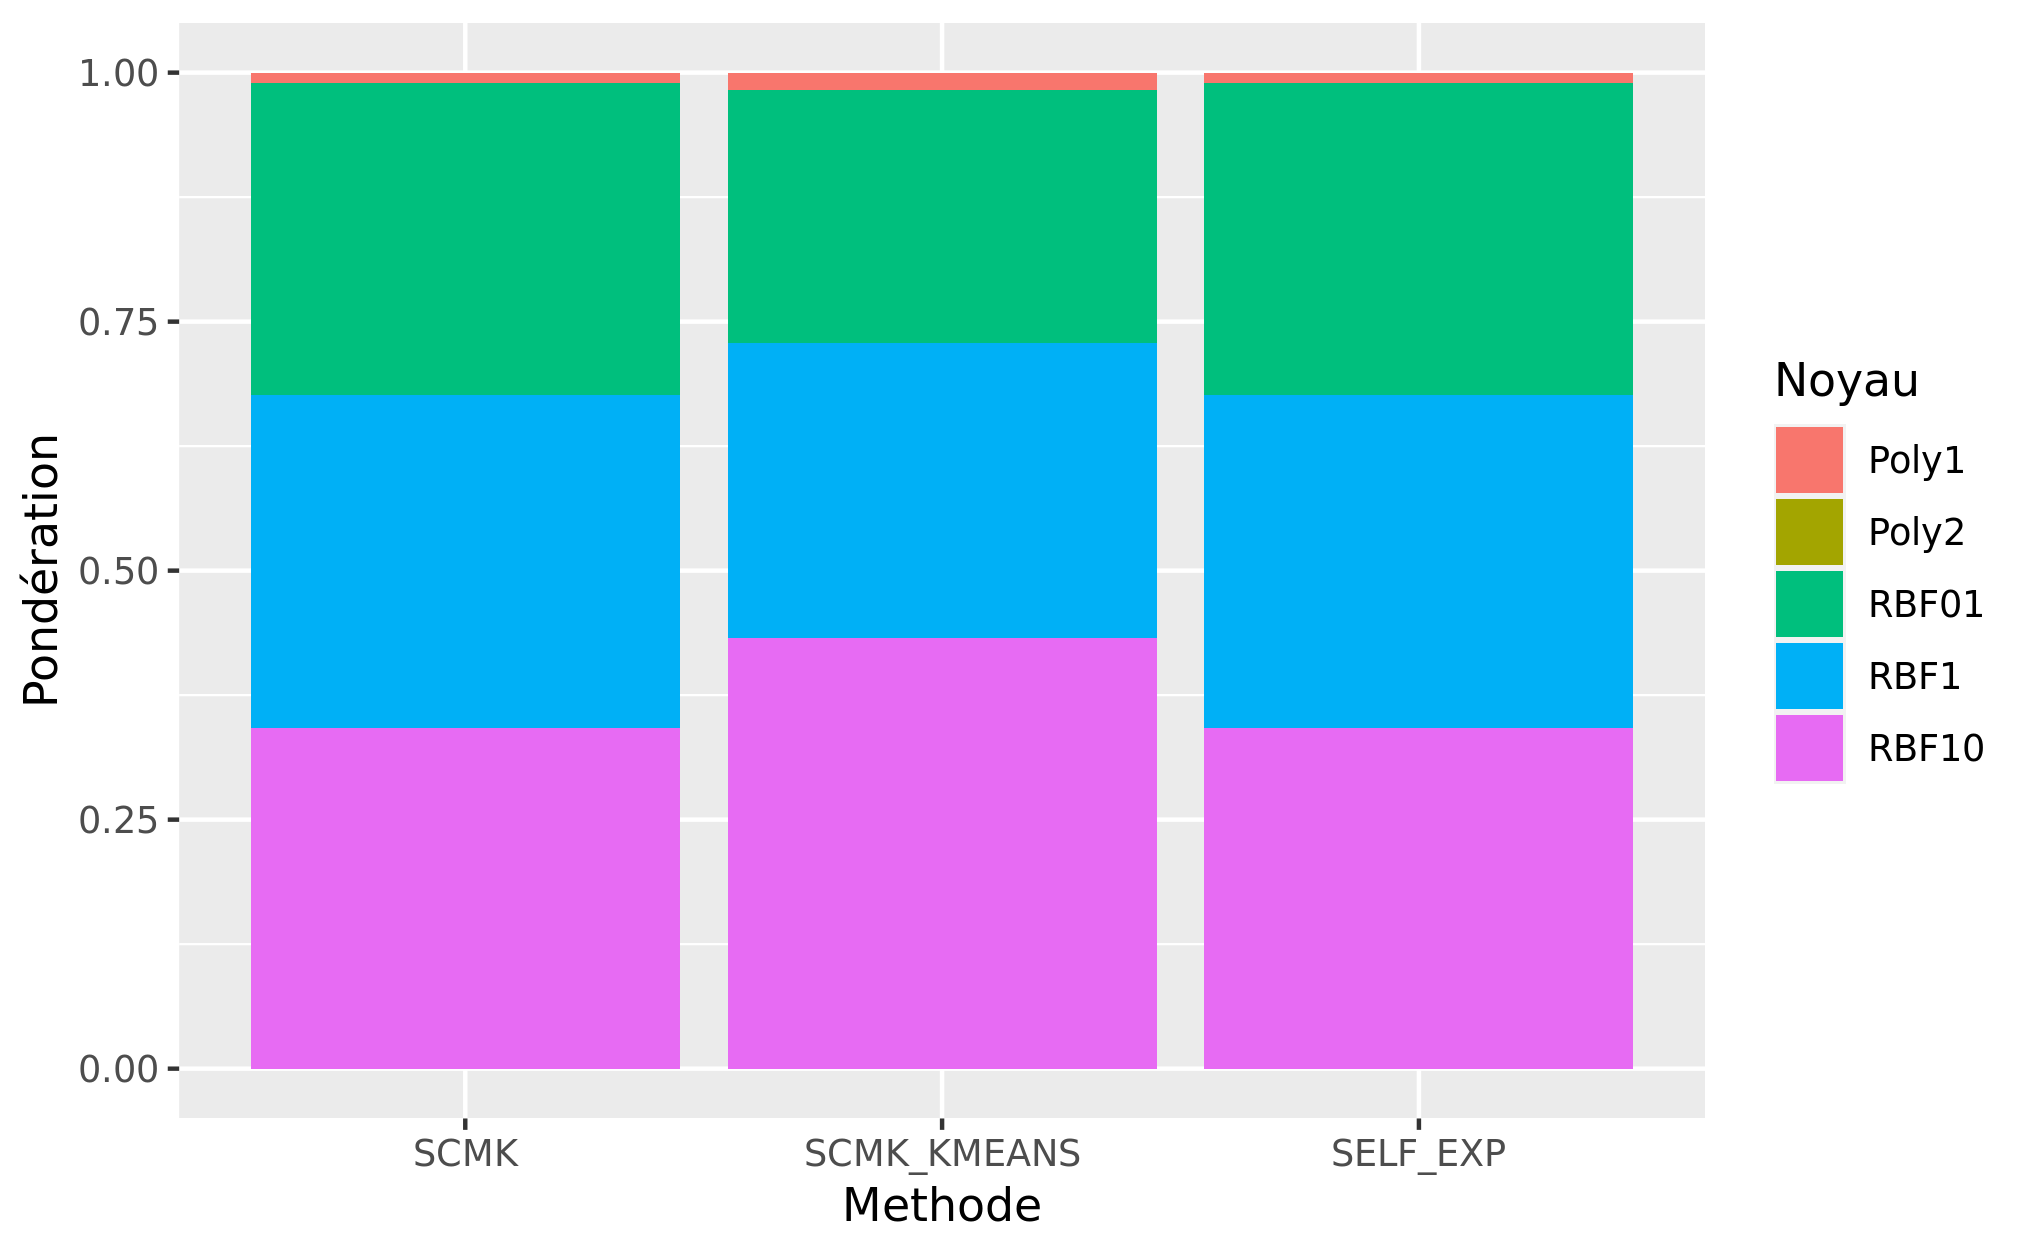 1.00
0.75
0.50
0.25
0.00
Pondération
SCMK
SCMK_KMEANS
SELF_EXP
Methode
Noyau
Poly1
Poly2
RBF01
RBF1
RBF10